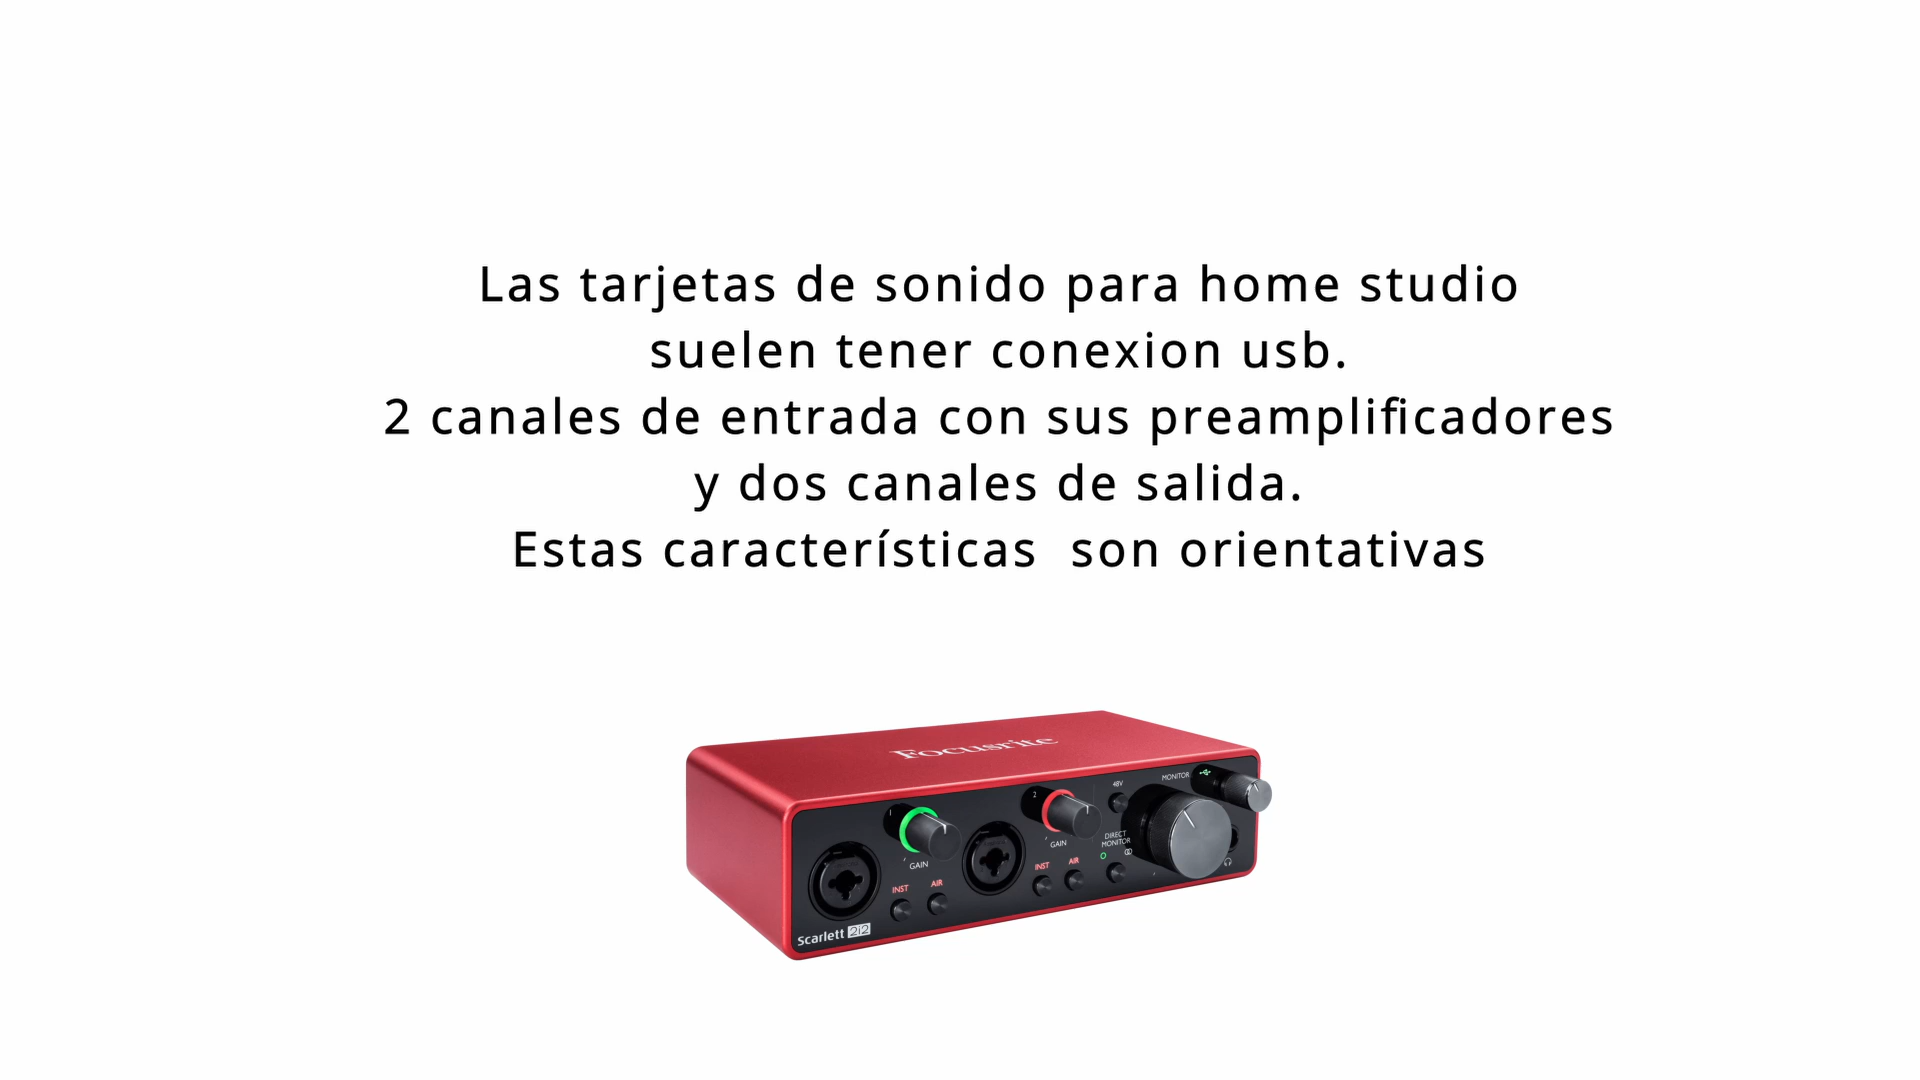 Las tarjetas de sonido para home studio
suelen tener conexion usb.
2 canales de entrada con sus preamplificadores
y dos canales de salida.
Estas características  son orientativas
Focusrite
1
GAIN
INST
AIR
2
GAIN
INST
AIR
48V
DIRECT
MONITOR
MONITOR
Scarlett 2i2